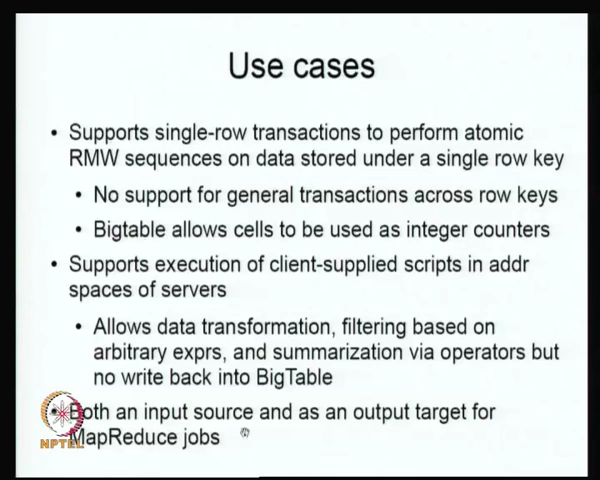 Use cases
• Supports single-row transactions to perform atomic
RMW sequences on data stored under a single row key
• No support for general transactions across row keys
• Bigtable allows cells to be used as integer counters
• Supports execution of client-supplied scripts in addr
spaces of servers
• Allows data transformation, filtering based on
arbitrary exprs, and summarization via operators but
no write back into BigTable
• Both an input source and as an output target for
MapReduce jobs
NPTEL